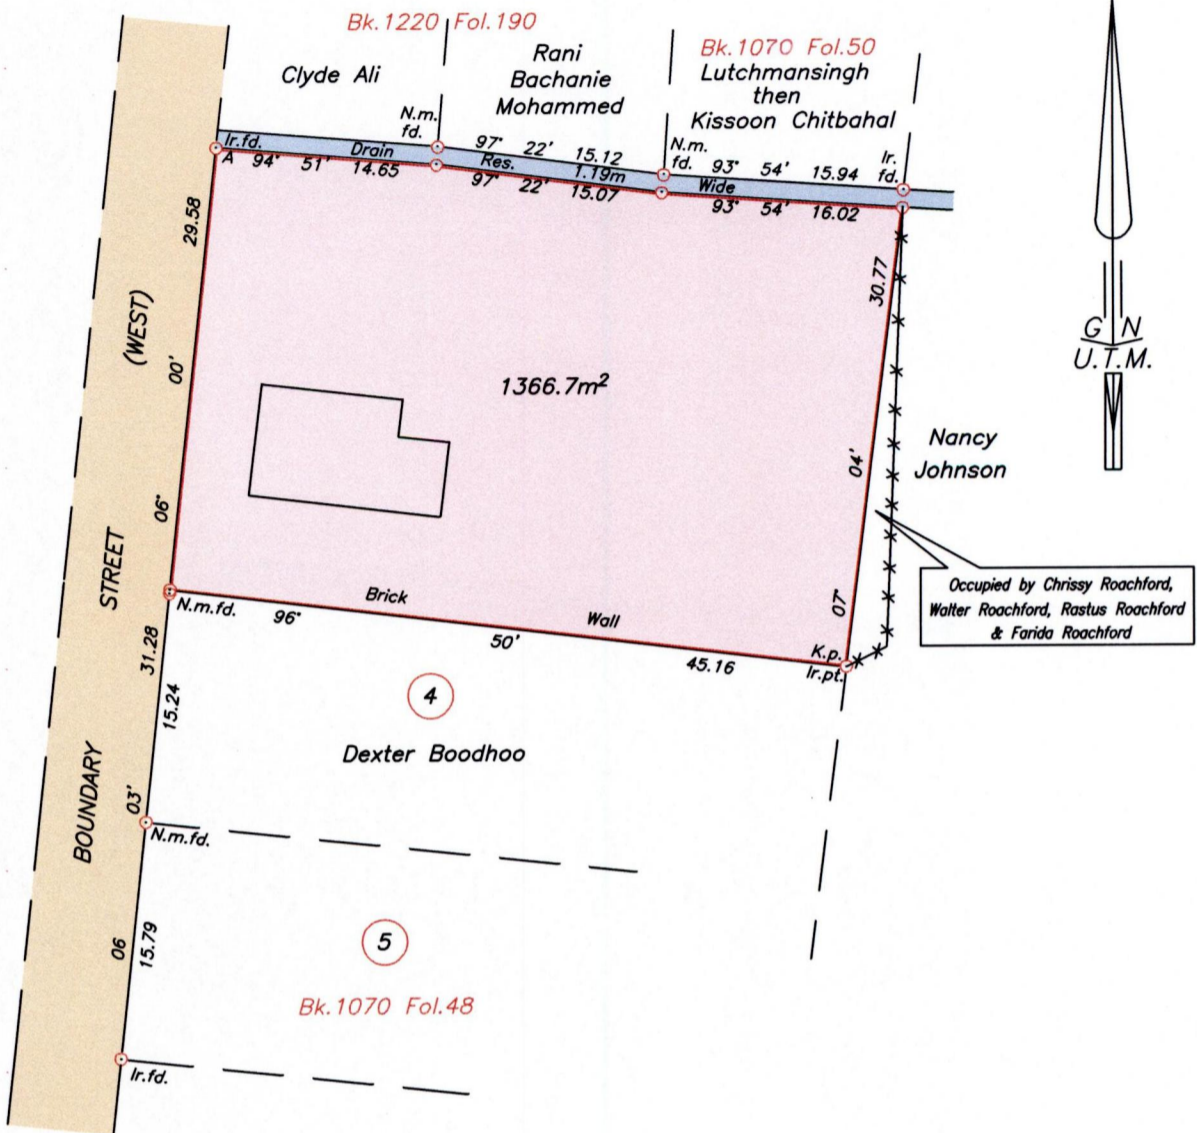 Bk.1220 Fol.190
Clyde Ali
Rani
Bachanie
Mohammed
Bk.1070 Fol.50
Lutchmansingh
then
Kissoon Chitbahal
N.m.
fd.
97° 22' 15.12
N.m.
fd.
93° 54' 15.94
Ir.
fd.
Ir.fd.
Drain
Res.
1.19m
Wide
A
94° 51' 14.65
97° 22' 15.07
93° 54' 16.02
29.58
00'
06°
30.77
04'
07°
1366.7m²
G N
U.T.M.
(WEST)
STREET
BOUNDARY
Nancy
Johnson
Occupied by Chrissy Roachford,
Walter Roachford, Rastus Roachford
& Farida Roachford
N.m.fd.
Brick Wall
96° 50' 45.16
K.p.
Ir.pt.
31.28
03'
06
15.24
4
Dexter Boodhoo
N.m.fd.
15.79
5
Bk.1070 Fol.48
Ir.fd.